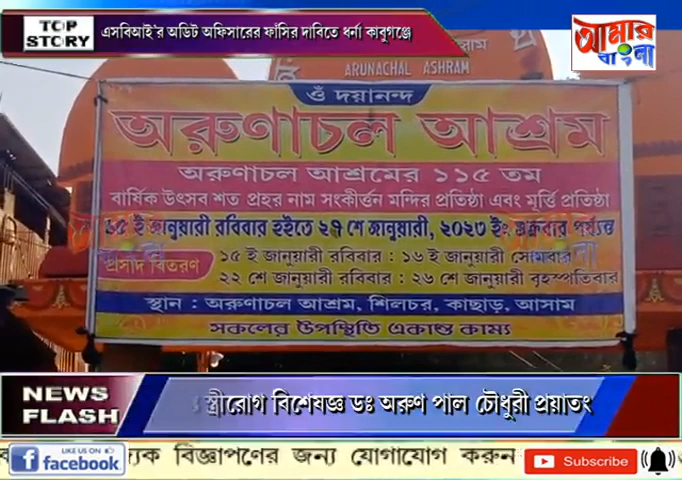 TOP STORY
এসবিআই'র অডিট অফিসারের ফাঁসির দাবিতে ধর্না কাবুগঞ্জে
আমার বাংলা
ARUNACHAL ASHRAM
ওঁ দয়ানন্দ
অরুণাচল আশ্রম
অরুণাচল আশ্রমের ১১৫ তম
বার্ষিক উৎসব শত প্রহর নাম সংকীর্তন মন্দির প্রতিষ্ঠা এবং মূর্ত্তি প্রতিষ্ঠা
১৫ ই জানুয়ারী রবিবার হইতে ২৭ শে জানুয়ারী, ২০২৩ ইং শুক্রবার পর্য্যন্ত
প্রসাদ বিতরণ
১৫ ই জানুয়ারী রবিবার : ১৬ ই জানুয়ারী সোমবার
২২ শে জানুয়ারী রবিবার : ২৬ শে জানুয়ারী বৃহস্পতিবার
স্থান : অরুণাচল আশ্রম, শিলচর, কাছাড়, আসাম
সকলের উপস্থিতি একান্ত কাম্য
NEWS FLASH
স্ত্রীরোগ বিশেষজ্ঞ ডঃ অরুণ পাল চৌধুরী প্রয়াতং
LIKE US ON
facebook
বিজ্ঞাপণের জন্য যোগাযোগ করুন
Subscribe